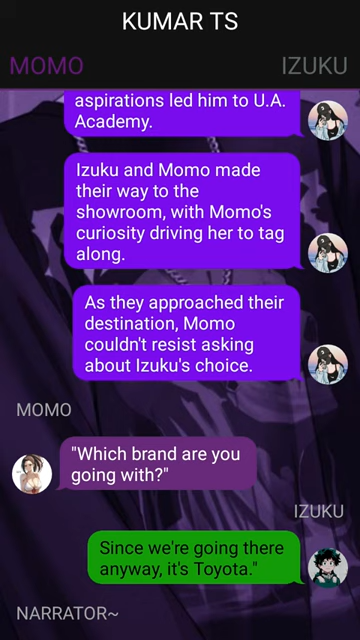 KUMAR TS
MOMO
IZUKU
aspirations led him to U.A.
Academy.
Izuku and Momo made
their way to the
showroom, with Momo's
curiosity driving her to tag
along.
As they approached their
destination, Momo
couldn't resist asking
about Izuku's choice.
MOMO
"Which brand are you
going with?"
IZUKU
Since we're going there
anyway, it's Toyota."
NARRATOR~